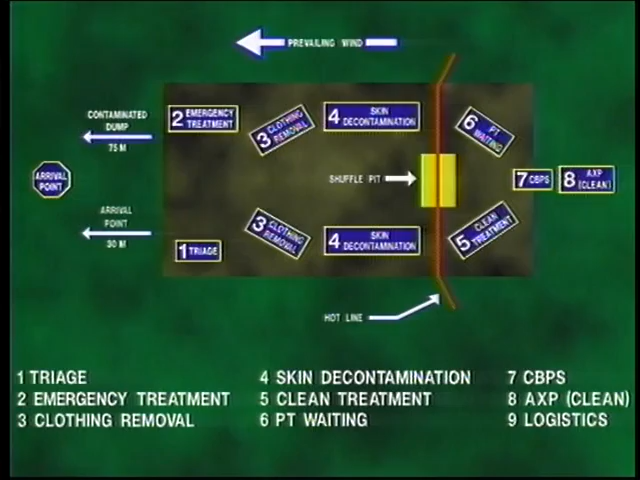 PREVAILING WIND
CONTAMINATED
DUMP
75 M
2 EMERGENCY
TREATMENT
3 CLOTHING
REMOVAL
4 SKIN
DECONTAMINATION
6 PT
WAITING
ARRIVAL
POINT
SHUFFLE PIT
7 CBPS
8 AXP
(CLEAN)
ARRIVAL
POINT
30 M
1 TRIAGE
3 CLOTHING
REMOVAL
4 SKIN
DECONTAMINATION
5 CLEAN
TREATMENT
HOT LINE
1 TRIAGE
2 EMERGENCY TREATMENT
3 CLOTHING REMOVAL
4 SKIN DECONTAMINATION
5 CLEAN TREATMENT
6 PT WAITING
7 CBPS
8 AXP (CLEAN)
9 LOGISTICS